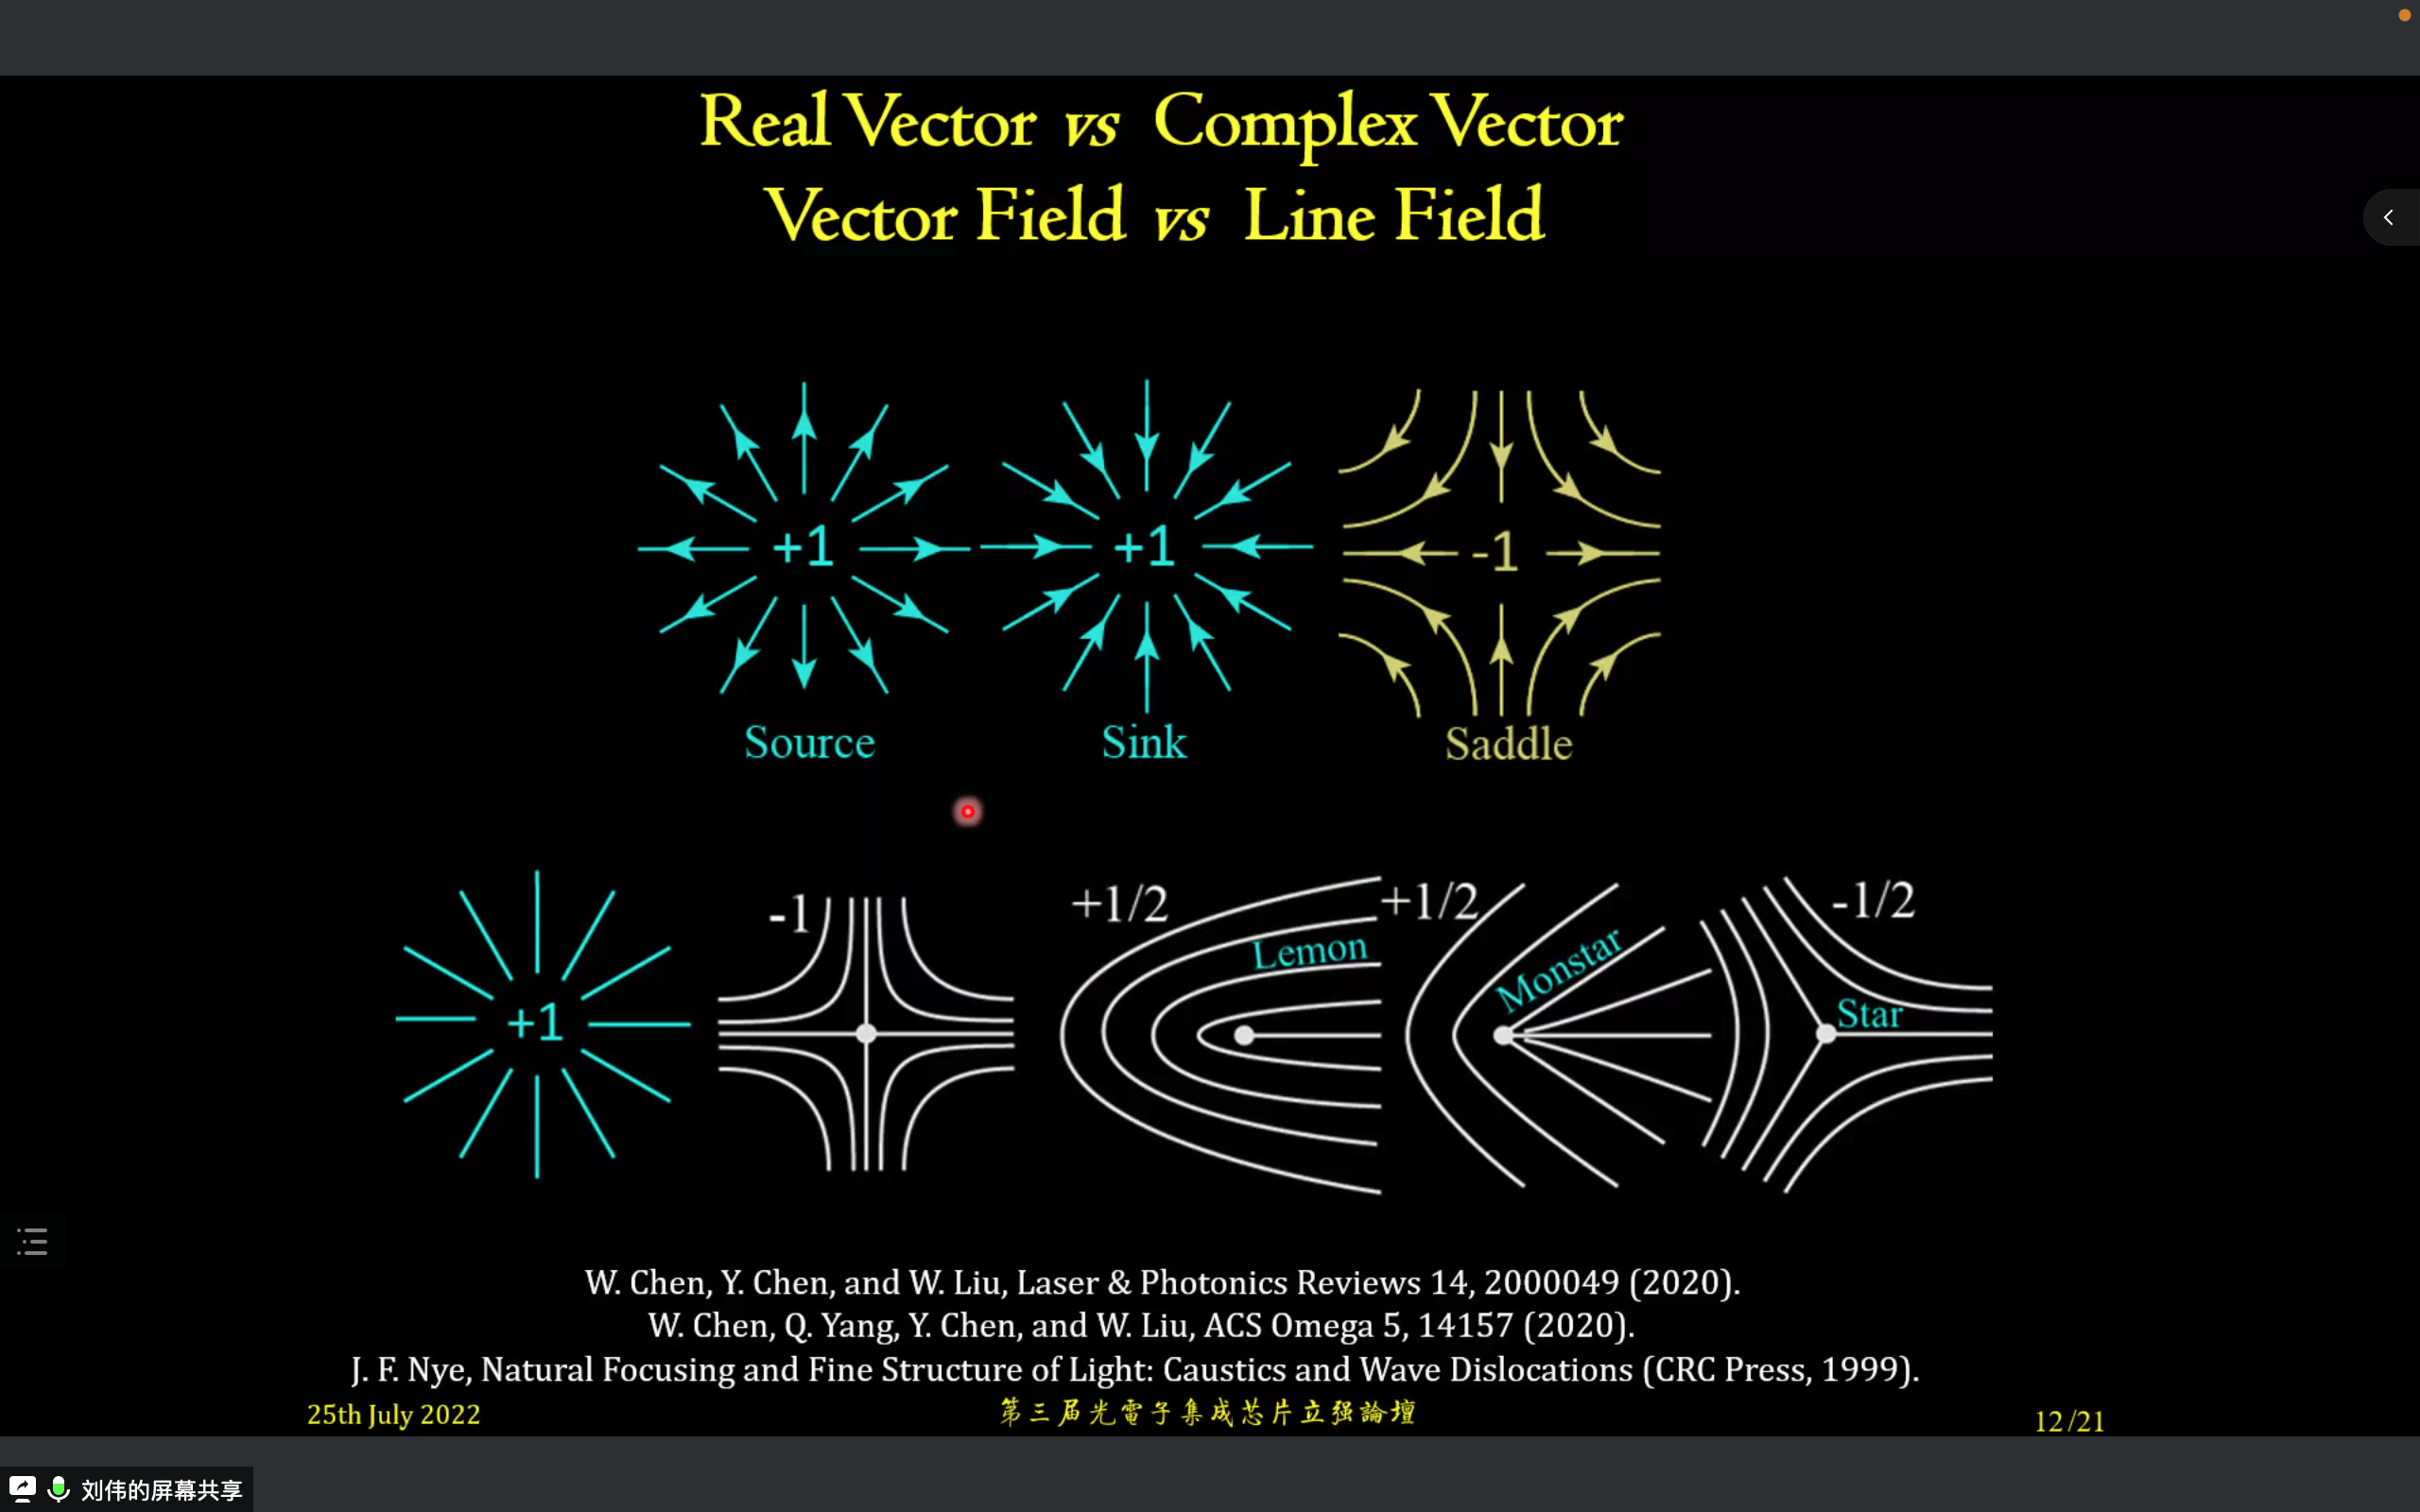 Real Vector vs Complex Vector
Vector Field vs Line Field
+1
+1
-1
Source
Sink
Saddle
-1
+1/2
+1/2
-1/2
Lemon
Monstar
Star
+1
W. Chen, Y. Chen, and W. Liu, Laser & Photonics Reviews 14, 2000049 (2020).
W. Chen, Q. Yang, Y. Chen, and W. Liu, ACS Omega 5, 14157 (2020).
J. F. Nye, Natural Focusing and Fine Structure of Light: Caustics and Wave Dislocations (CRC Press, 1999).
25th July 2022
第三届光電子集成芯片立强論壇
12/21
刘伟的屏幕共享